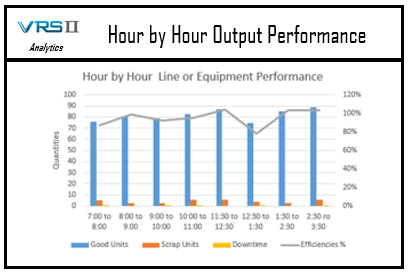 VRS II
Analytics
Hour by Hour Output Performance
Hour by Hour Line or Equipment Performance
Quantities
100
90
80
70
60
50
40
30
20
10
0
120%
100%
80%
60%
40%
20%
0%
7:00 to 8:00
8:00 to 9:00
9:00 to 10:00
10:00 to 11:00
11:30 to 12:30
12:30 to 1:30
1:30 to 2:30
2:30 ro 3:30
Good Units
Scrap Units
Downtime
Efficiencies %